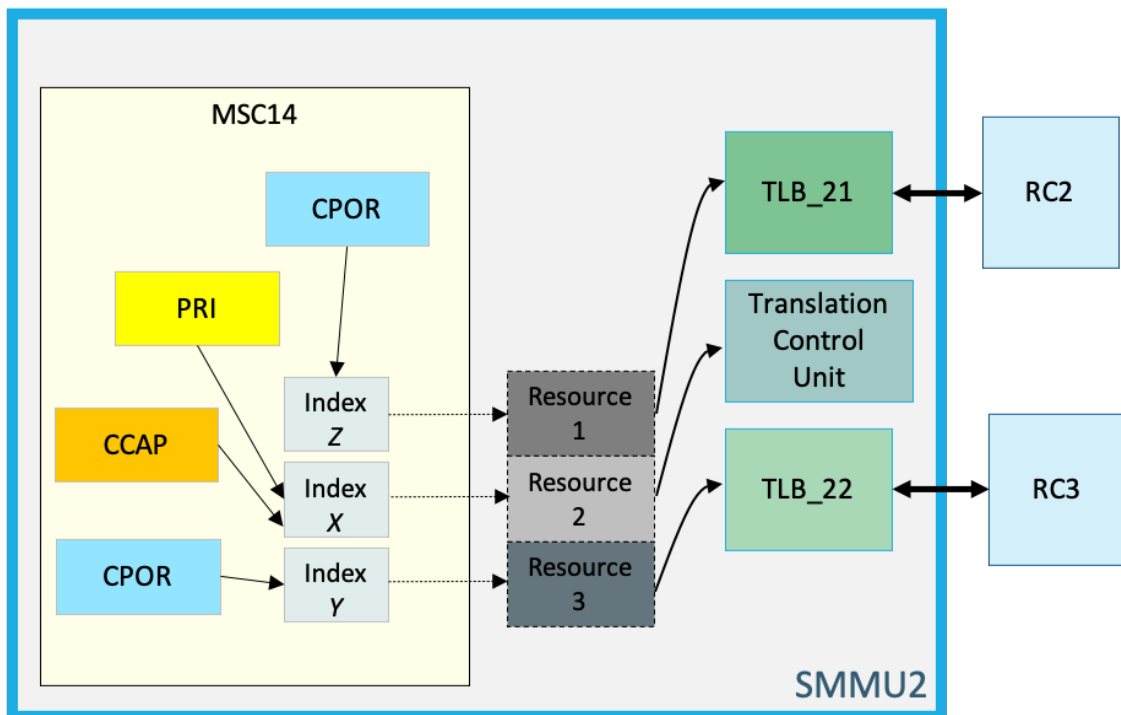 MSC14
CPOR
PRI
CCAP
CPOR
Index
Z
Index
X
Index
Y
Resource
1
Resource
2
Resource
3
TLB_21
Translation
Control
Unit
TLB_22
RC2
RC3
SMMU2